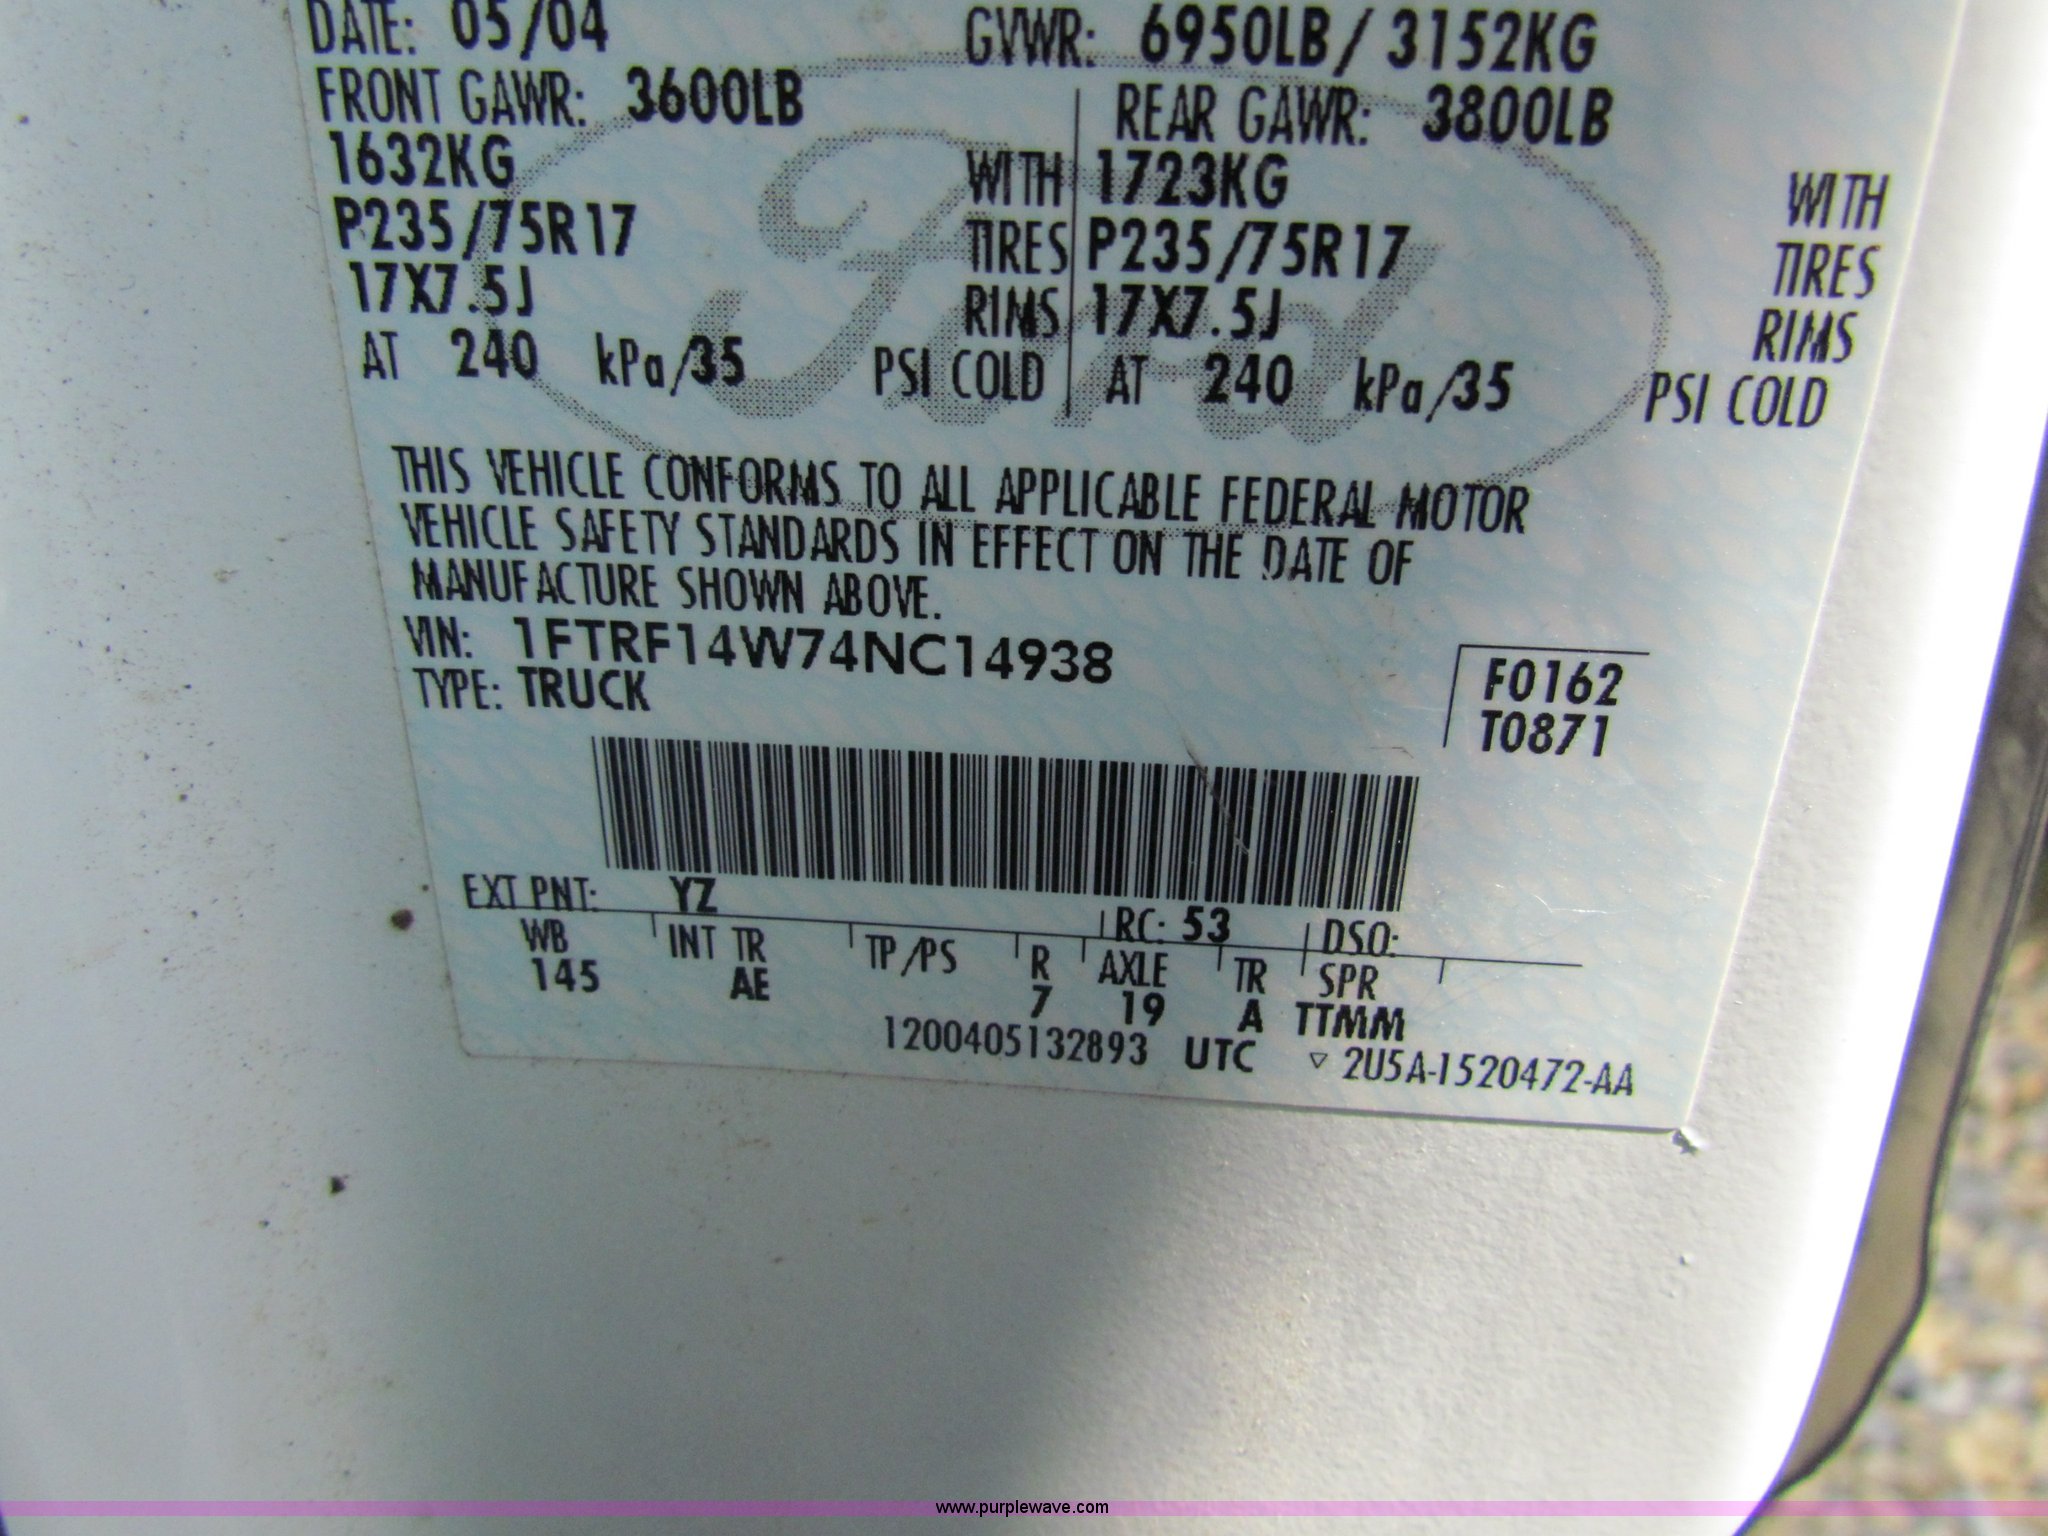 DATE: 05/04 GVWR: 6950LB / 3152KG
FRONT GAWR: 3600LB REAR GAWR: 3800LB
1632KG WITH 1723KG WITH
P235/75R17 TIRES P235/75R17 TIRES
17X7.5J RIMS 17X7.5J RIMS
AT 240 kPa/35 PSI COLD AT 240 kPa/35 PSI COLD
Ford
THIS VEHICLE CONFORMS TO ALL APPLICABLE FEDERAL MOTOR
VEHICLE SAFETY STANDARDS IN EFFECT ON THE DATE OF
MANUFACTURE SHOWN ABOVE.
VIN: 1FTRF14W74NC14938
TYPE: TRUCK
F0162
T0871
EXT PNT: YZ RC: 53 DSO:
WB INT TR TP/PS R AXLE TR SPR
145 AE 7 19 A TTMM
1200405132893 UTC ▽ 2U5A-1520472-AA
www.purplewave.com